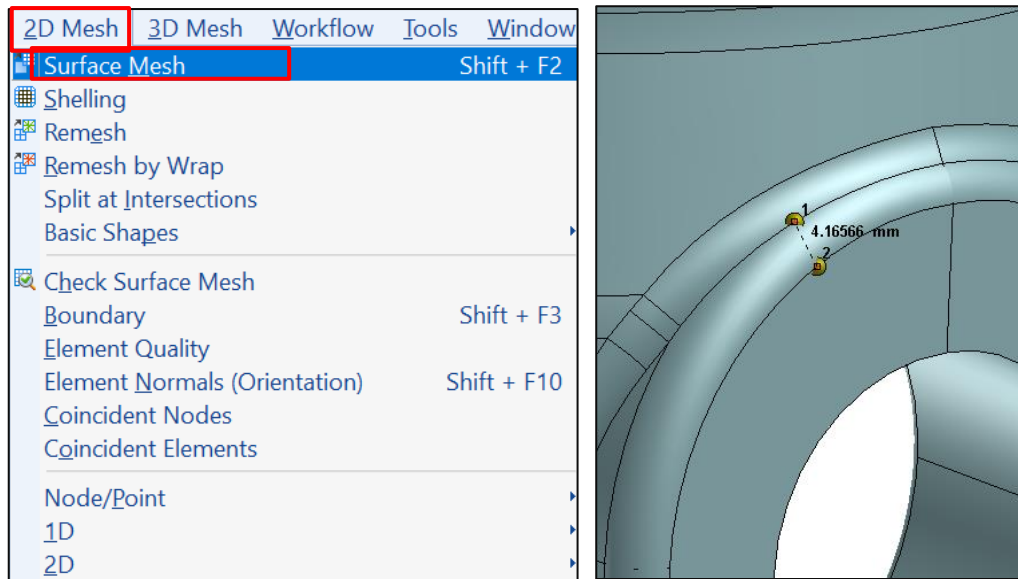 2D Mesh 3D Mesh Workflow Tools Window
Surface Mesh Shift + F2
Shelling
Remesh
Remesh by Wrap
Split at Intersections
Basic Shapes
Check Surface Mesh
Boundary Shift + F3
Element Quality
Element Normals (Orientation) Shift + F10
Coincident Nodes
Coincident Elements
Node/Point
1D
2D
1
4.16566 mm
2